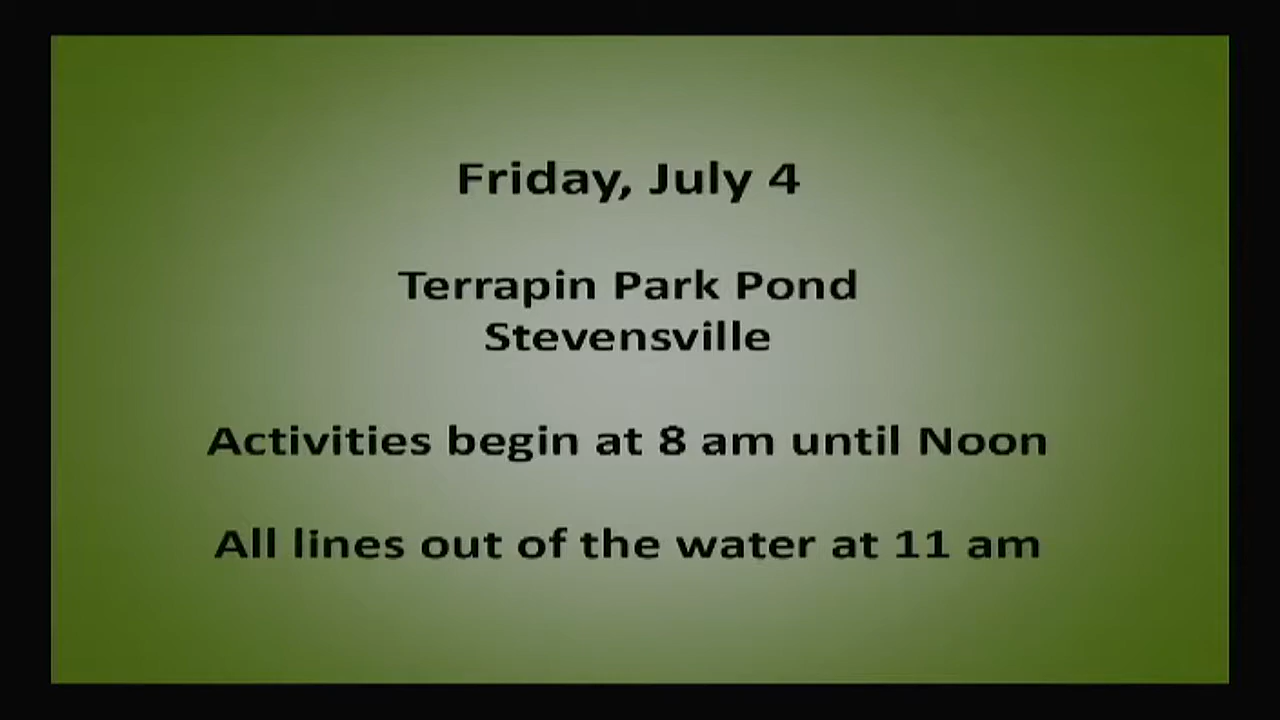 Friday, July 4
Terrapin Park Pond
Stevensville
Activities begin at 8 am until Noon
All lines out of the water at 11 am